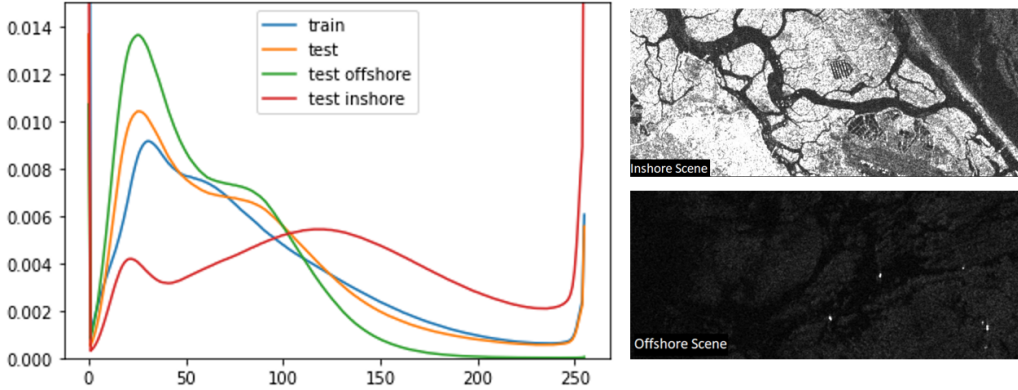 0.014
0.012
0.010
0.008
0.006
0.004
0.002
0.000
0
50
100
150
200
250
train
test
test offshore
test inshore
Inshore Scene
Offshore Scene